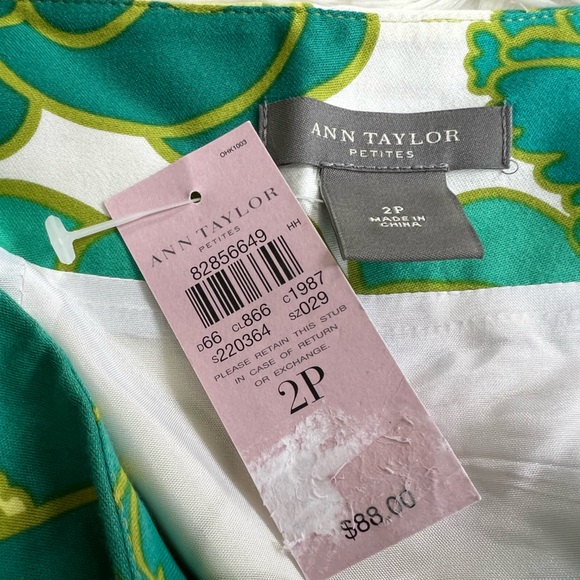 ANN TAYLOR
PETITES
2P
MADE IN
CHINA
OHK1003
ANN TAYLOR
PETITES
HH
82856649
D66 CL866 C1987
S220364 SZ029
PLEASE RETAIN THIS STUB
IN CASE OF RETURN
OR EXCHANGE.
2P
$88.00